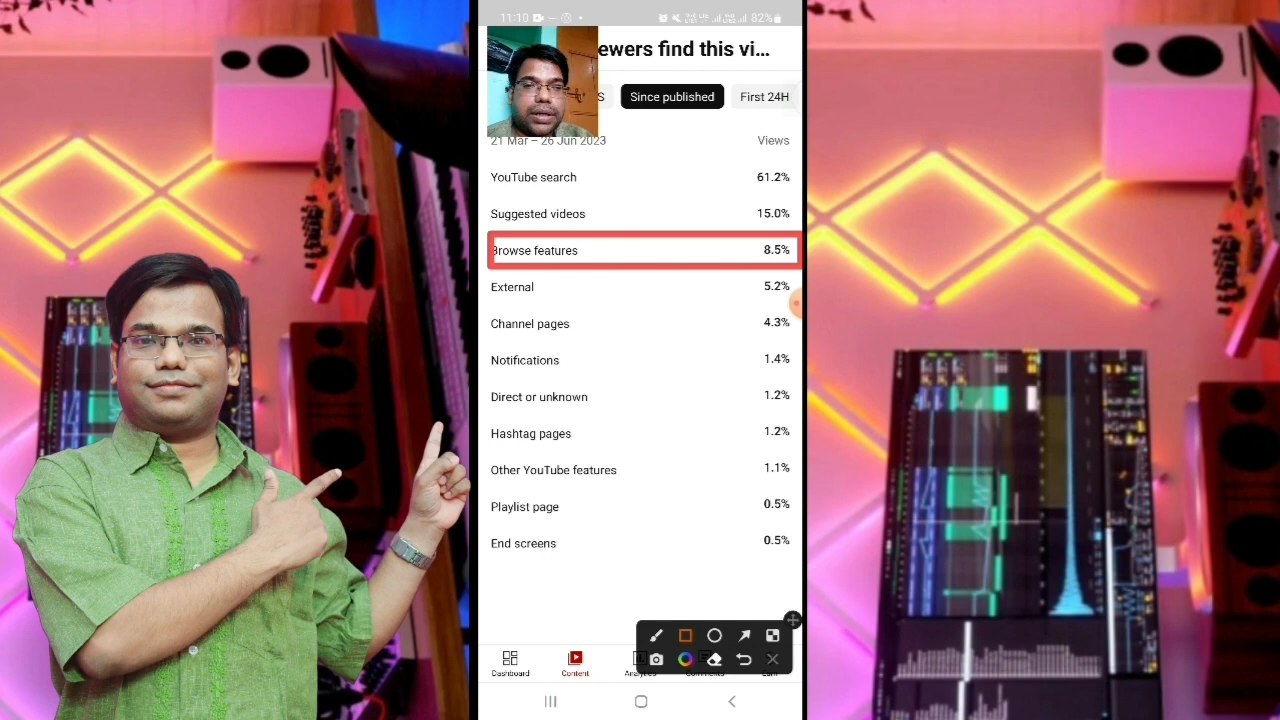 11:10
82%
ewers find this vi...
S
Since published
First 24H
21 Mar – 26 Jun 2023
Views
YouTube search
61.2%
Suggested videos
15.0%
Browse features
8.5%
External
5.2%
Channel pages
4.3%
Notifications
1.4%
Direct or unknown
1.2%
Hashtag pages
1.2%
Other YouTube features
1.1%
Playlist page
0.5%
End screens
0.5%
Dashboard
Content